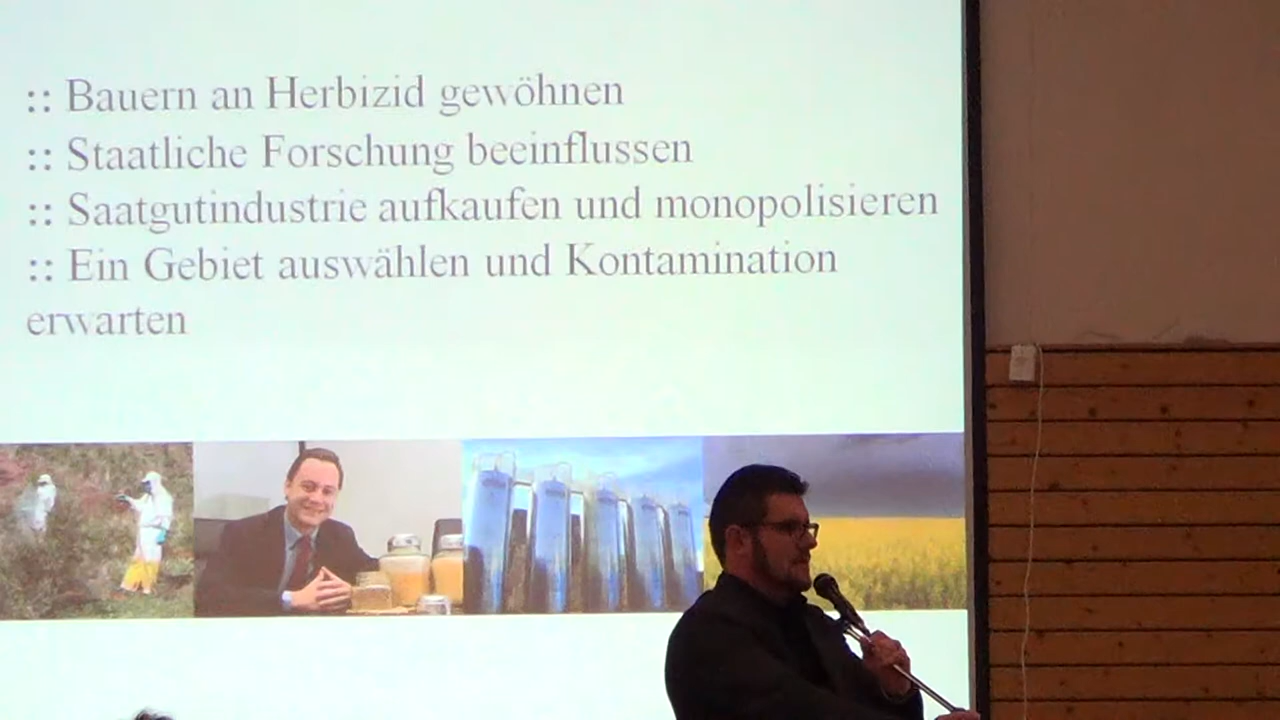 :: Bauern an Herbizid gewöhnen
:: Staatliche Forschung beeinflussen
:: Saatgutindustrie aufkaufen und monopolisieren
:: Ein Gebiet auswählen und Kontamination
erwarten